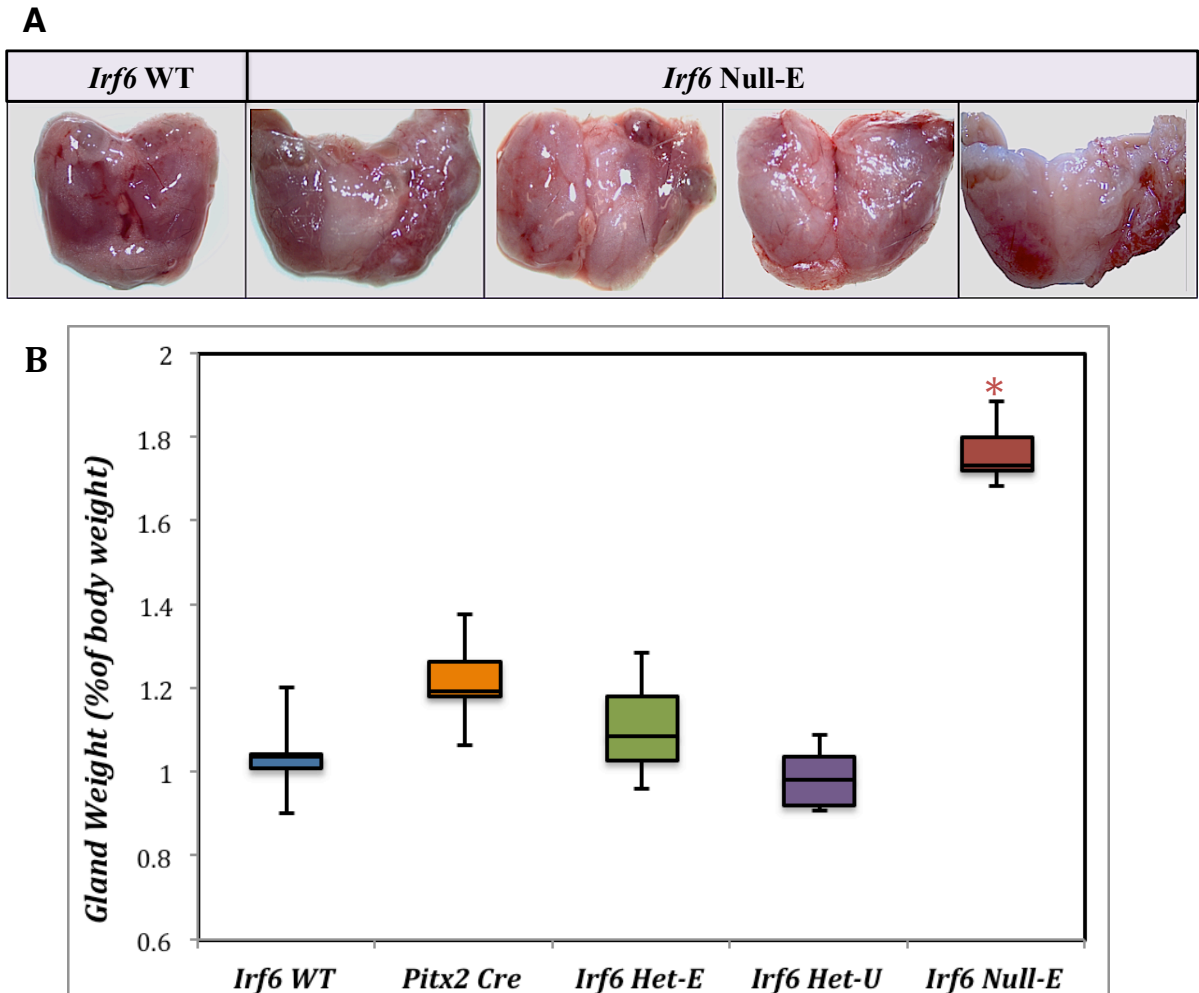 A
Irf6 WT Irf6 Null-E
B
Gland Weight (%of body weight)
2
1.8
1.6
1.4
1.2
1
0.8
0.6
*
Irf6 WT Pitx2 Cre Irf6 Het-E Irf6 Het-U Irf6 Null-E